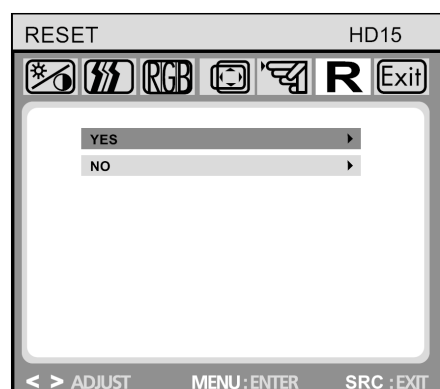 RESET HD15
RGB R Exit
YES
NO
< > ADJUST MENU : ENTER SRC : EXIT